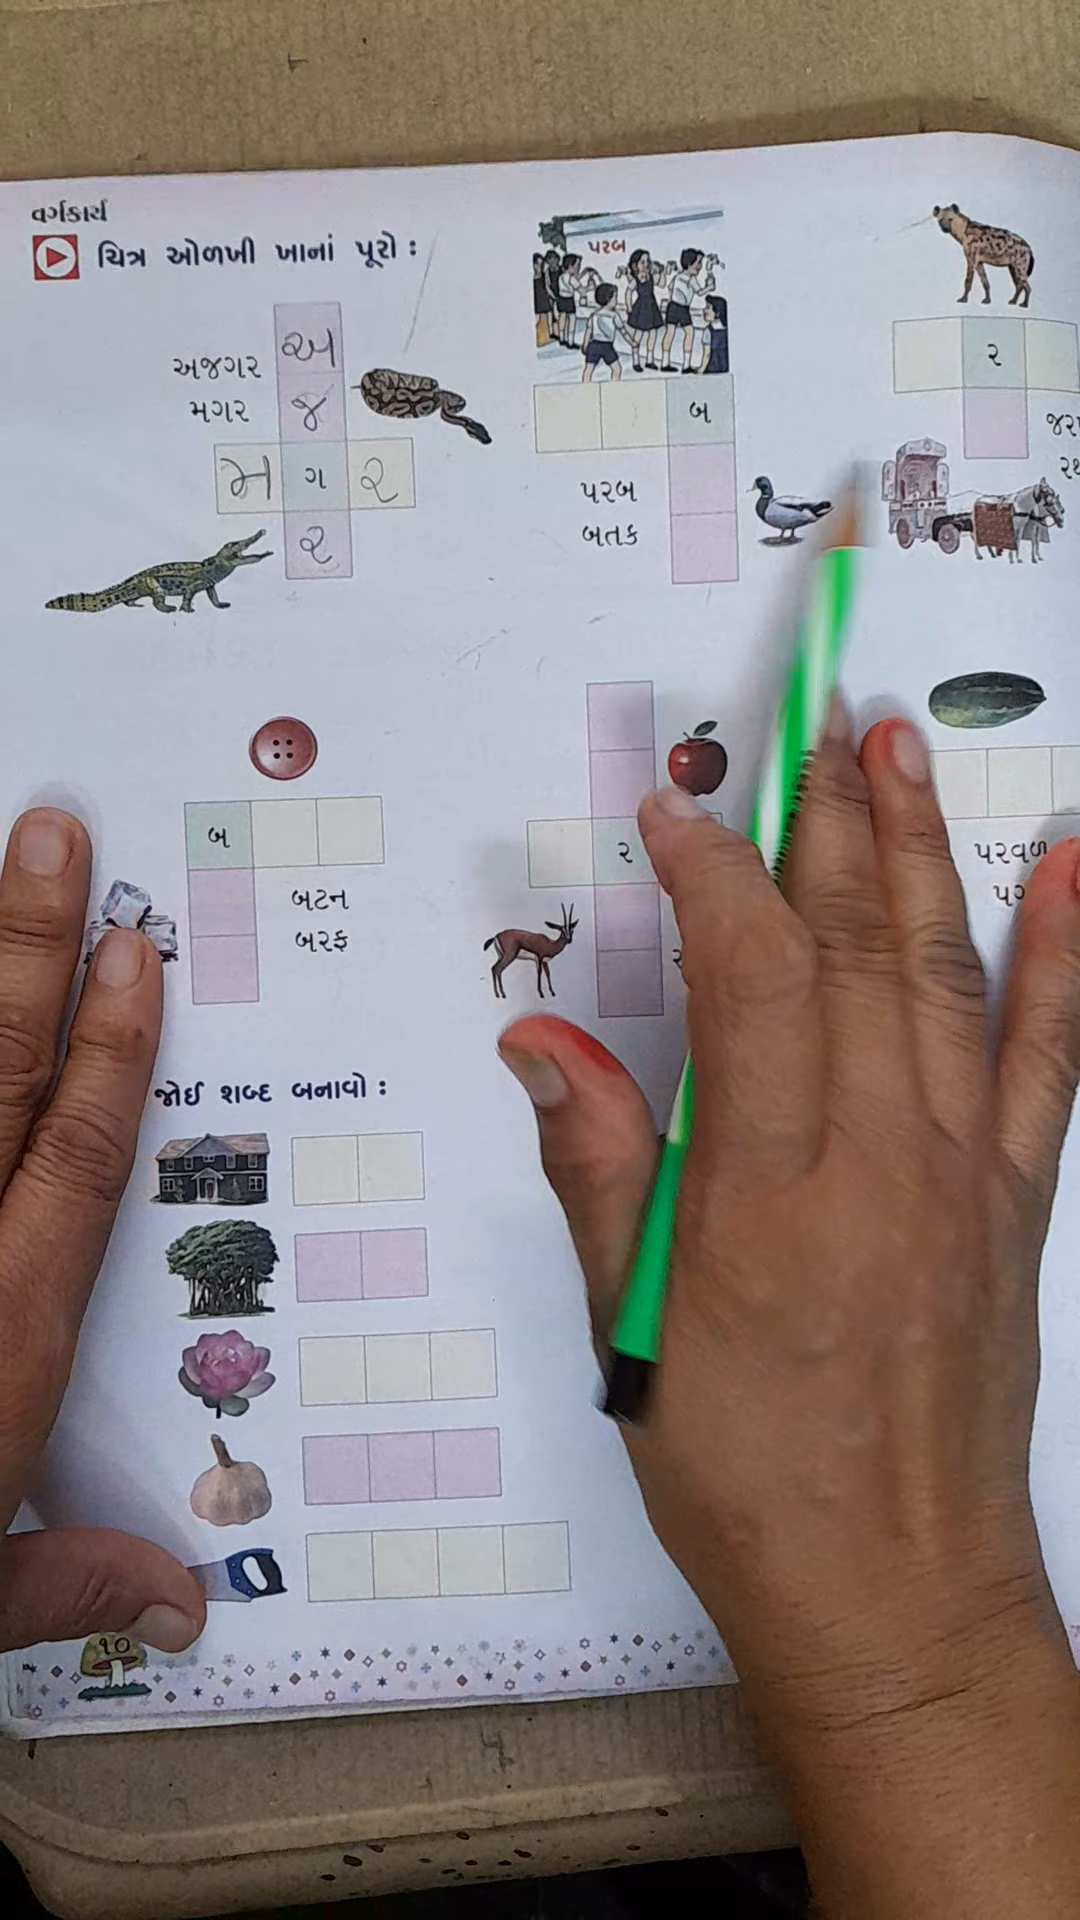 વર્ગકાર્ય
ચિત્ર ઓળખી ખાનાં પૂરો :
અજગર
મગર
અ
જ
મ ગ ર
ર
પરબ
બ
પરબ
બતક
ર
બ
બટન
બરફ
ર
પરવળ
જોઈ શબ્દ બનાવો :
૧૦